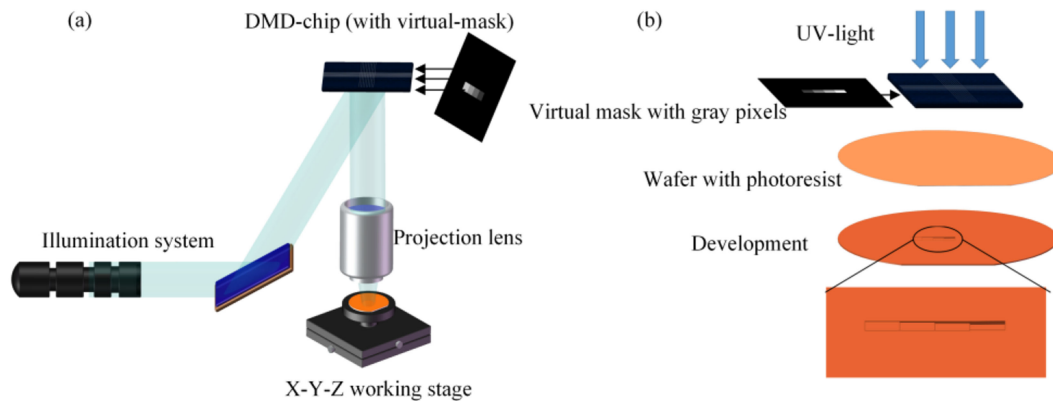 (a)
DMD-chip (with virtual-mask)
Illumination system
Projection lens
X-Y-Z working stage
(b)
UV-light
Virtual mask with gray pixels
Wafer with photoresist
Development